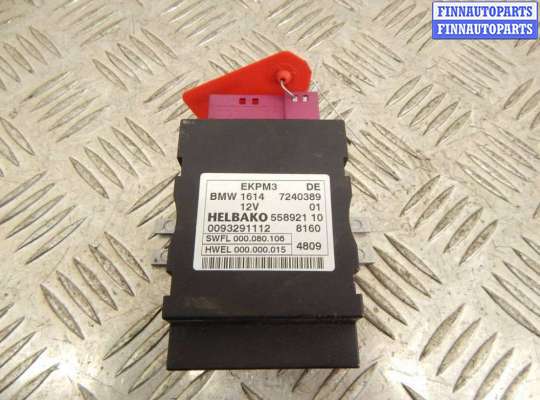 FINNAUTOPARTS
FINNAUTOPARTS
EKPM3 DE
BMW 1614 7240389
12V 01
HELBAKO 558921 10
0093291112 8160
SWFL 000.080.106
HWEL 000.000.015 4809